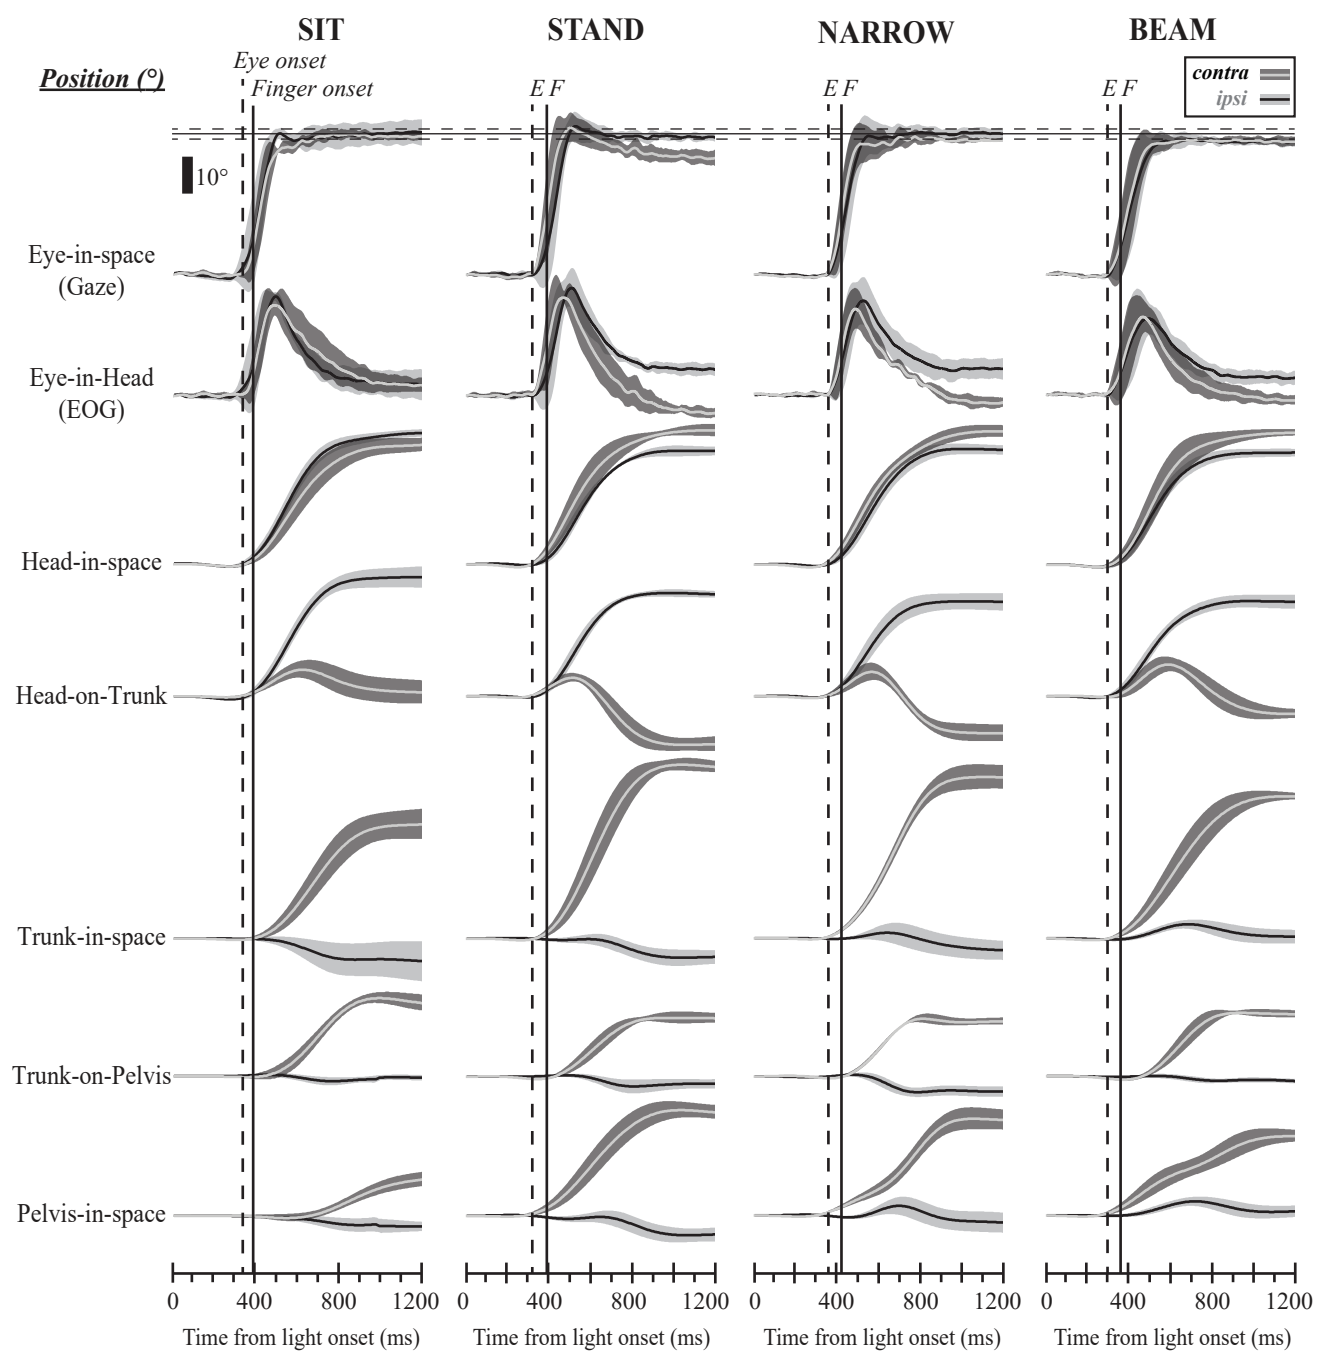 SIT STAND NARROW BEAM
Position (°)
Eye onset
Finger onset
E F
E F
E F
contra
ipsi
10°
Eye-in-space
(Gaze)
Eye-in-Head
(EOG)
Head-in-space
Head-on-Trunk
Trunk-in-space
Trunk-on-Pelvis
Pelvis-in-space
0 400 800 1200 400 800 1200 0 400 800 1200 0 400 800 1200
Time from light onset (ms) Time from light onset (ms) Time from light onset (ms) Time from light onset (ms)